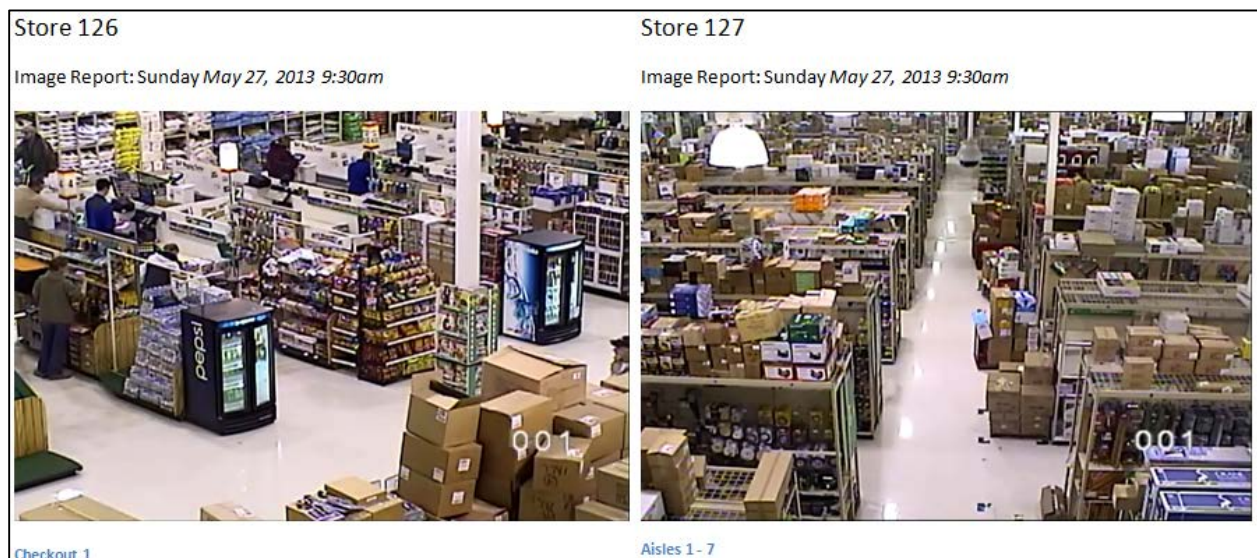 Store 126
Image Report: Sunday May 27, 2013 9:30am
pepsi
001
Checkout 1
Store 127
Image Report: Sunday May 27, 2013 9:30am
001
Aisles 1 - 7